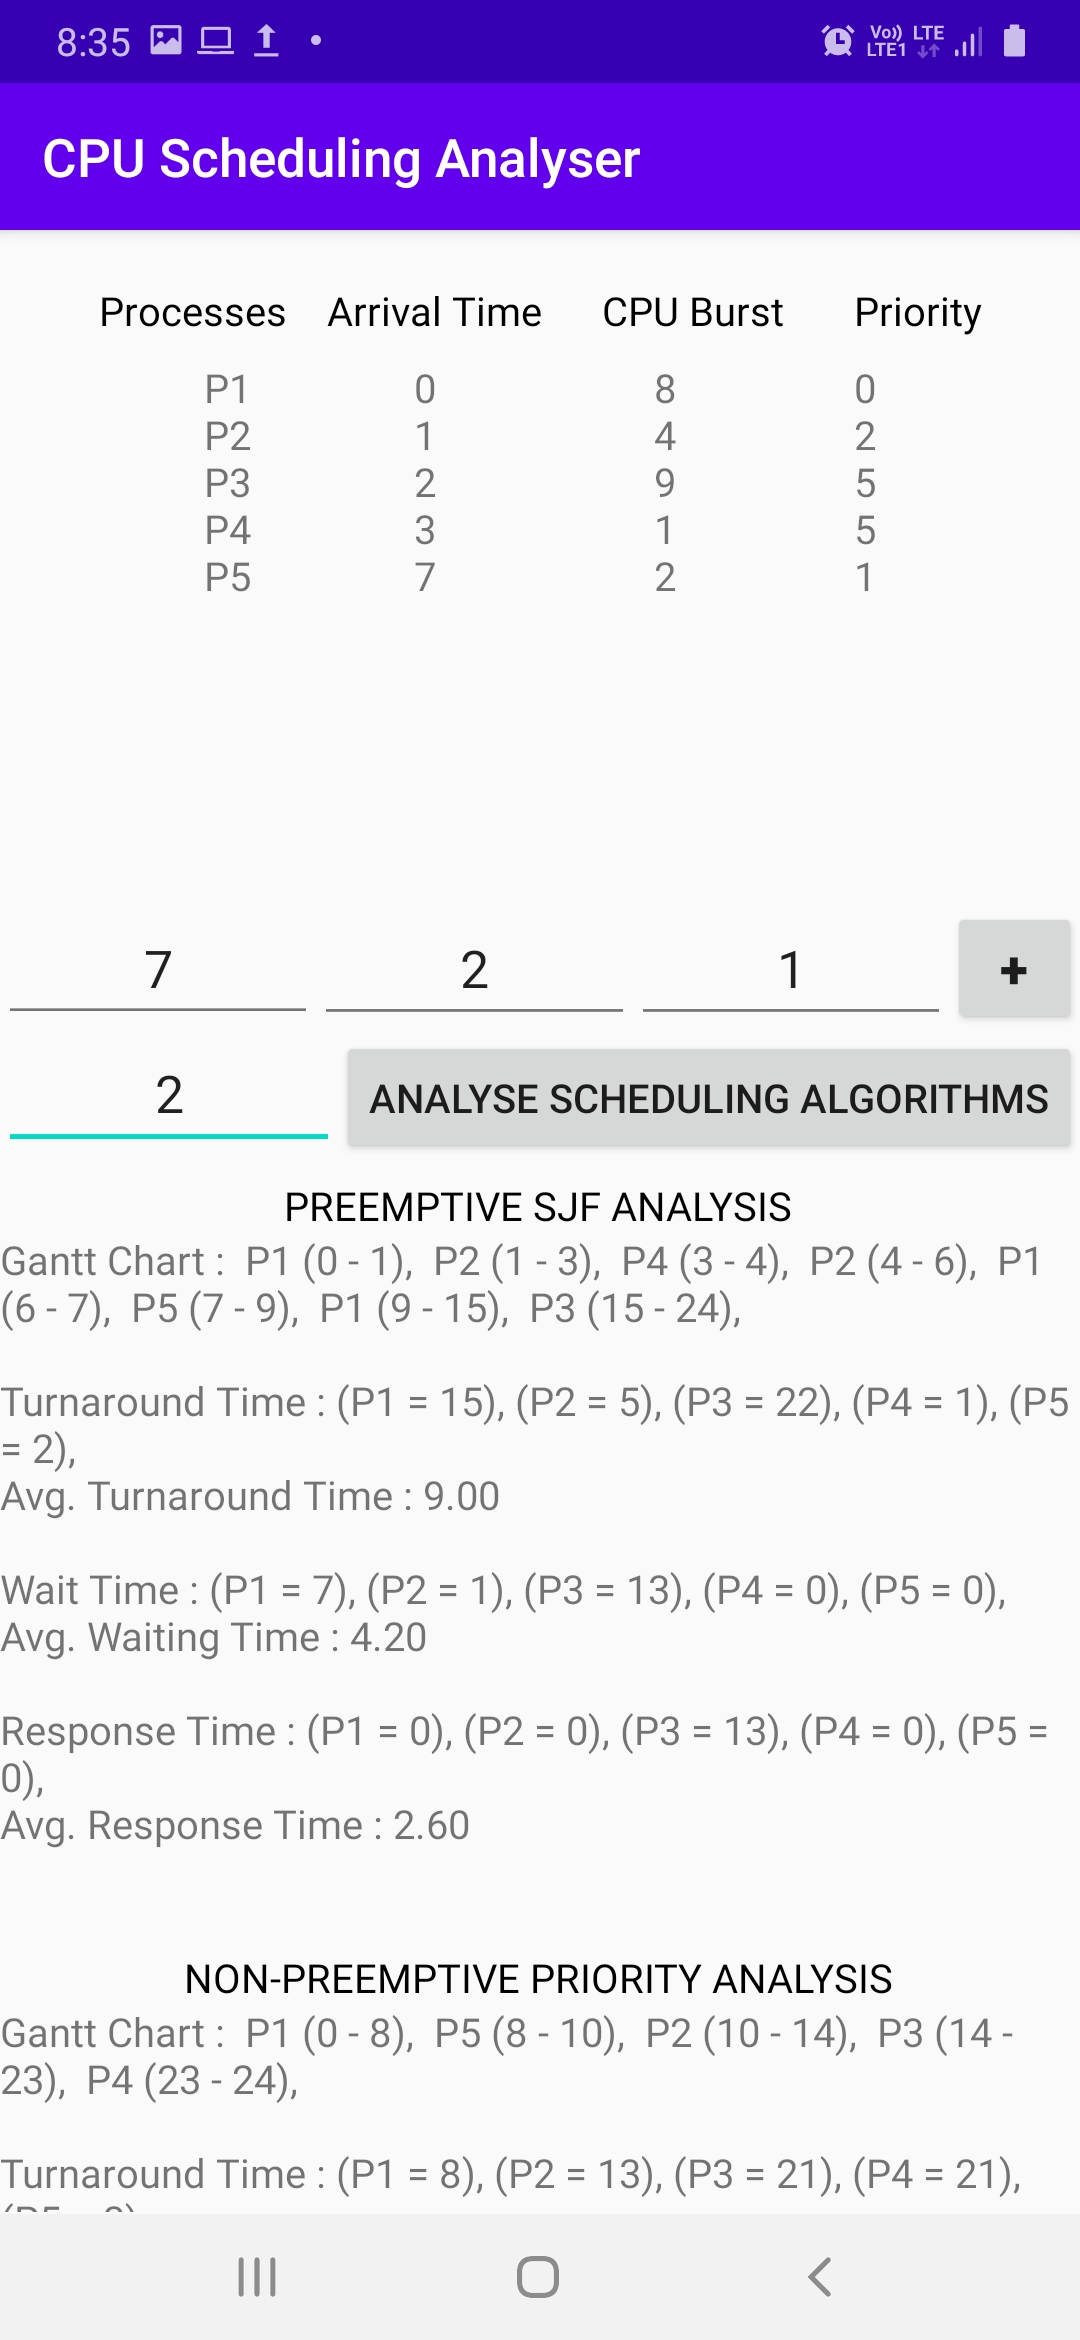 8:35 Vo)) LTE
LTE1
CPU Scheduling Analyser
Processes Arrival Time CPU Burst Priority
P1 0 8 0
P2 1 4 2
P3 2 9 5
P4 3 1 5
P5 7 2 1
7 2 1 +
2 ANALYSE SCHEDULING ALGORITHMS
PREEMPTIVE SJF ANALYSIS
Gantt Chart : P1 (0 - 1), P2 (1 - 3), P4 (3 - 4), P2 (4 - 6), P1
(6 - 7), P5 (7 - 9), P1 (9 - 15), P3 (15 - 24),
Turnaround Time : (P1 = 15), (P2 = 5), (P3 = 22), (P4 = 1), (P5
= 2),
Avg. Turnaround Time : 9.00
Wait Time : (P1 = 7), (P2 = 1), (P3 = 13), (P4 = 0), (P5 = 0),
Avg. Waiting Time : 4.20
Response Time : (P1 = 0), (P2 = 0), (P3 = 13), (P4 = 0), (P5 =
0),
Avg. Response Time : 2.60
NON-PREEMPTIVE PRIORITY ANALYSIS
Gantt Chart : P1 (0 - 8), P5 (8 - 10), P2 (10 - 14), P3 (14 -
23), P4 (23 - 24),
Turnaround Time : (P1 = 8), (P2 = 13), (P3 = 21), (P4 = 21),